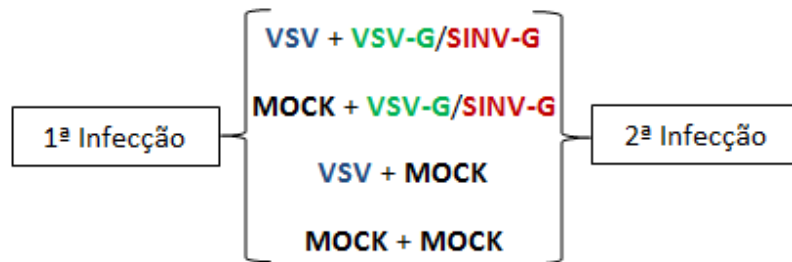 VSV + VSV-G/SINV-G
MOCK + VSV-G/SINV-G
1ª Infecção
2ª Infecção
VSV + MOCK
MOCK + MOCK